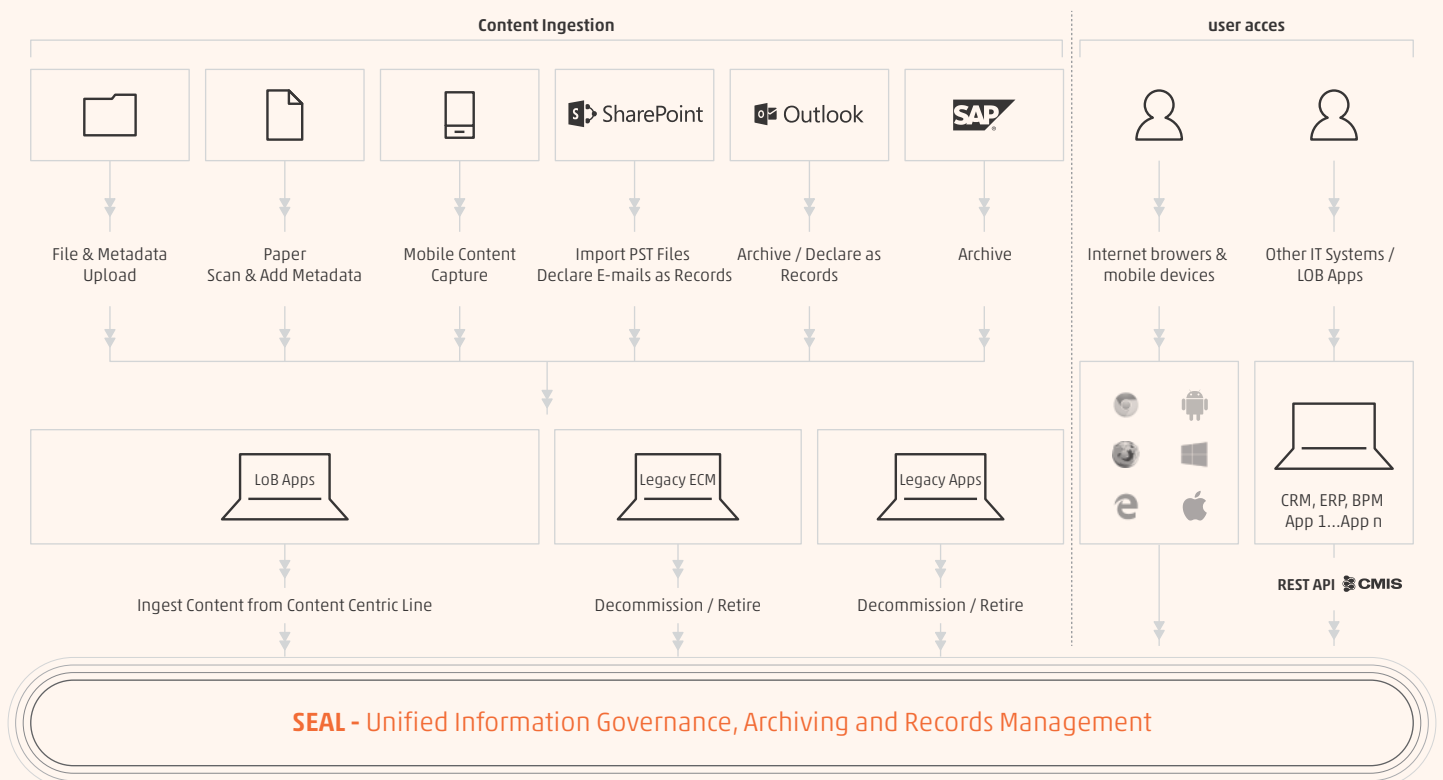 Content Ingestion
user acces
S SharePoint
O Outlook
SAP
File & Metadata
Upload
Paper
Scan & Add Metadata
Mobile Content
Capture
Import PST Files
Declare E-mails as Records
Archive / Declare as
Records
Archive
Internet browers &
mobile devices
Other IT Systems /
LOB Apps
LoB Apps
Legacy ECM
Legacy Apps
CRM, ERP, BPM
App 1...App n
REST API CMIS
Ingest Content from Content Centric Line
Decommission / Retire
Decommission / Retire
SEAL - Unified Information Governance, Archiving and Records Management